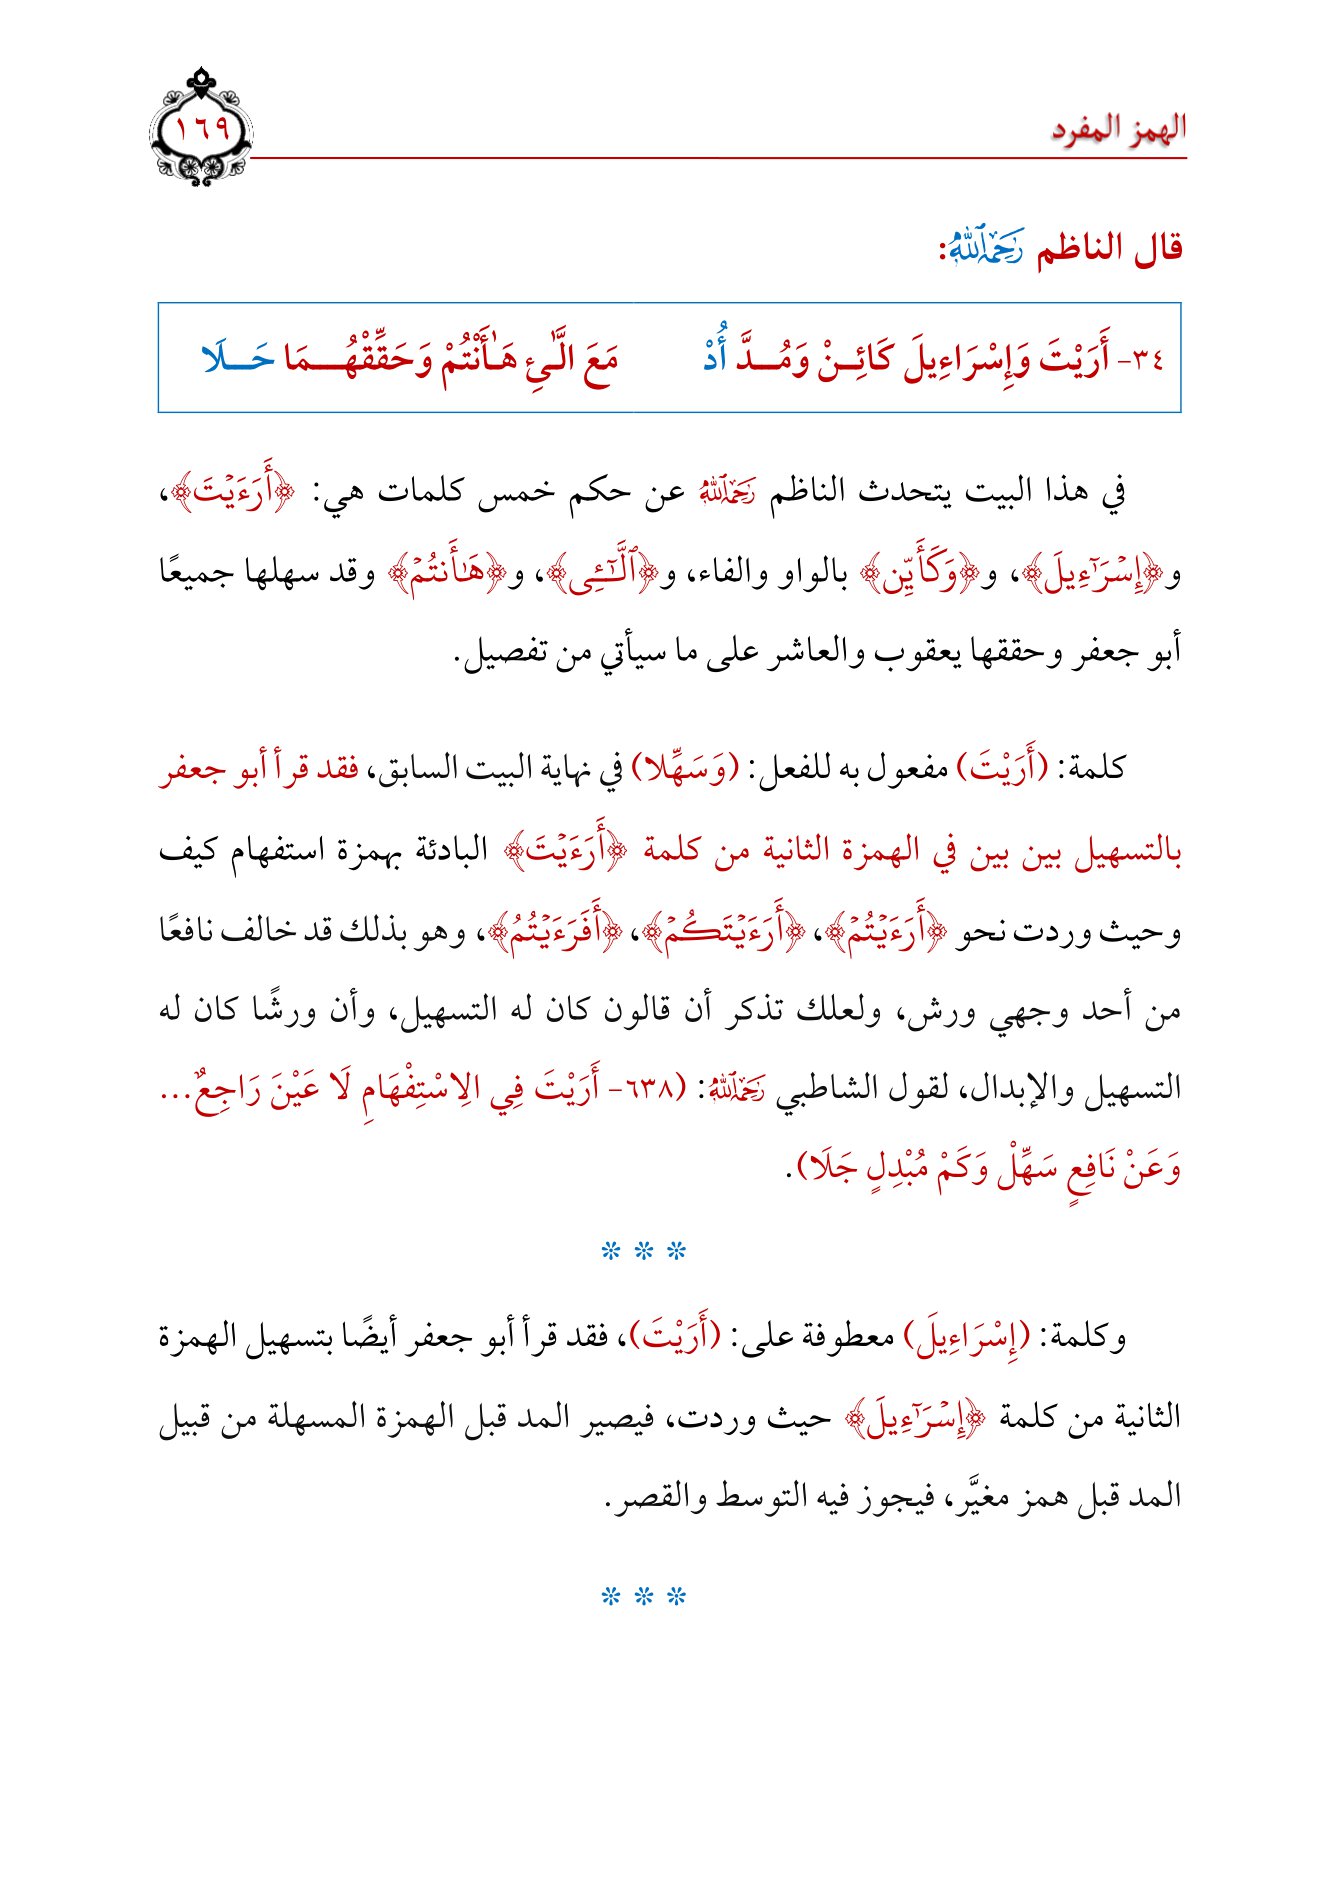 الهمز المفرد
١٦٩
قال الناظم رَحِمَهُ ٱللَّهُ:
٣٤- أَرَيْتَ وَإِسْرَاءِيلَ كَائِـنْ وَمُـــدَّ أُدْ مَعَ الَّـٰئِ هَـٰأَنْتُمْ وَحَقِّقْهُـــمَا حَـــلَا
في هذا البيت يتحدث الناظم رَحِمَهُ ٱللَّهُ عن حكم خمس كلمات هي: ﴿أَرَءَيۡتَ﴾،
و﴿إِسۡرَٰٓءِيلَ﴾، و﴿وَكَأَيِّن﴾ بالواو والفاء، و﴿ٱلَّٰٓـِٔي﴾، و﴿هَٰٓأَنتُمۡ﴾ وقد سهلها جميعًا
أبو جعفر وحققها يعقوب والعاشر على ما سيأتي من تفصيل.
كلمة: (أَرَيْتَ) مفعول به للفعل: (وَسَهِّلا) في نهاية البيت السابق، فقد قرأ أبو جعفر
بالتسهيل بين بين في الهمزة الثانية من كلمة ﴿أَرَءَيۡتَ﴾ البادئة بهمزة استفهام كيف
وحيث وردت نحو ﴿أَرَءَيۡتُمۡ﴾، ﴿أَرَءَيۡتَكُمۡ﴾، ﴿أَفَرَءَيۡتُمُ﴾، وهو بذلك قد خالف نافعًا
من أحد وجهي ورش، ولعلك تذكر أن قالون كان له التسهيل، وأن ورشًا كان له
التسهيل والإبدال، لقول الشاطبي رَحِمَهُ ٱللَّهُ: (٦٣٨- أَرَيْتَ فِي الِاسْتِفْهَامِ لَا عَيْنَ رَاجِعٌ...
وَعَنْ نَافِعٍ سَهِّلْ وَكَمْ مُبْدِلٍ جَلَا).
* * *
وكلمة: (إِسْرَاءِيلَ) معطوفة على: (أَرَيْتَ)، فقد قرأ أبو جعفر أيضًا بتسهيل الهمزة
الثانية من كلمة ﴿إِسۡرَٰٓءِيلَ﴾ حيث وردت، فيصير المد قبل الهمزة المسهلة من قبيل
المد قبل همز مغيَّر، فيجوز فيه التوسط والقصر.
* * *